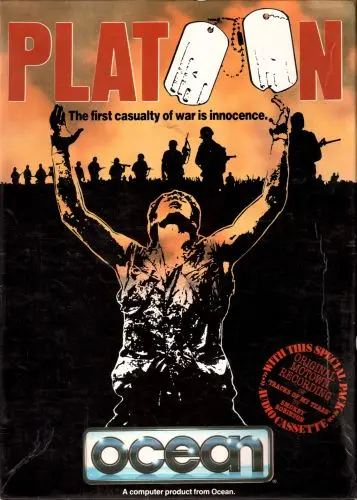 PLATOON
The first casualty of war is innocence.
WITH THIS SPECIAL PACK
ORIGINAL
MOTOWN
RECORDING
"TRACKS OF MY TEARS"
SMOKEY
ROBINSON
AUDIO CASSETTE
ocean
A computer product from Ocean.